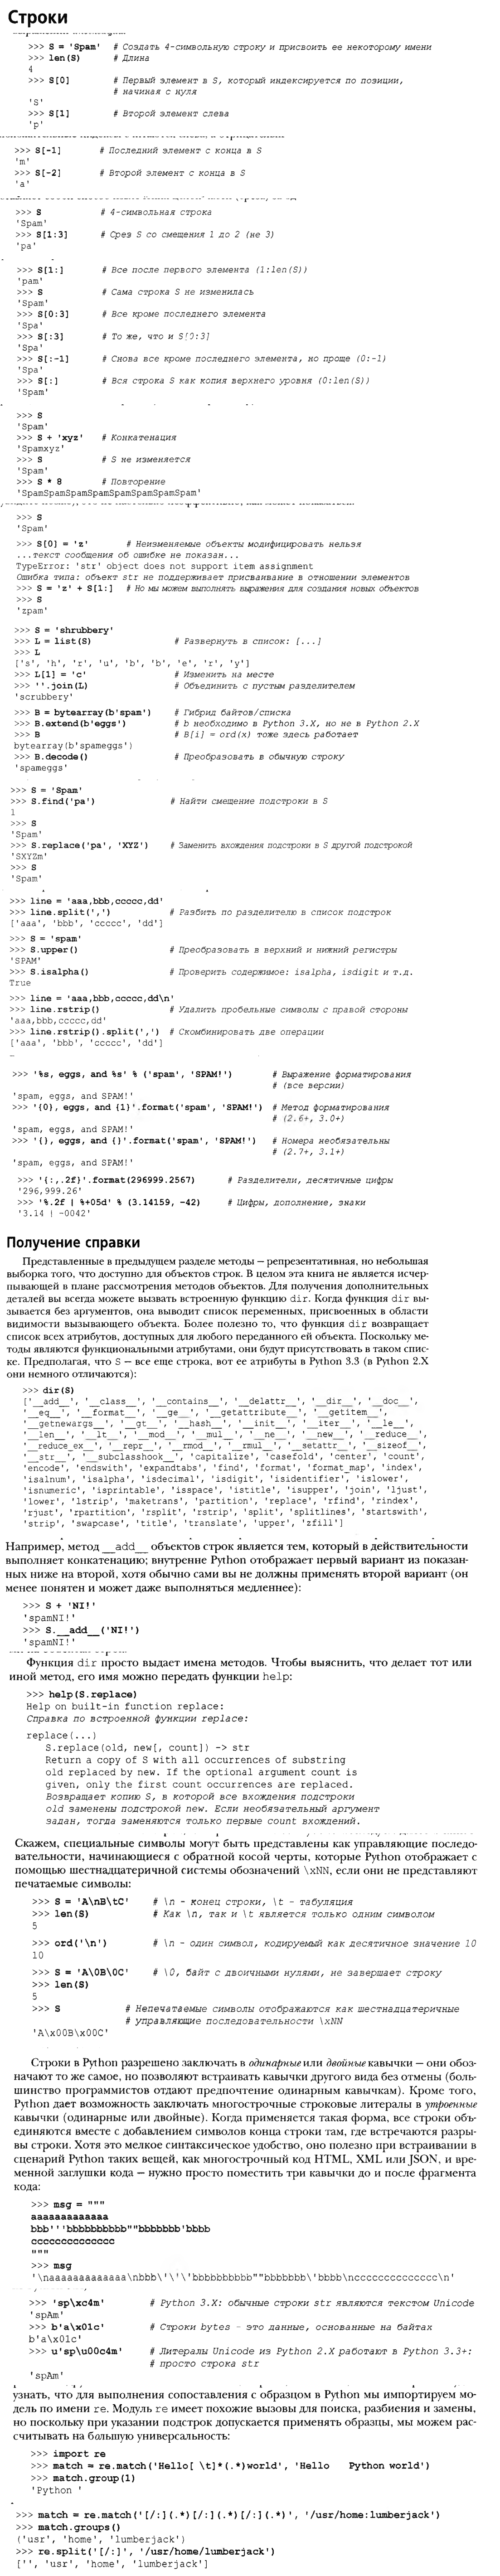 Строки
>>> S = 'Spam' # Создать 4-символьную строку и присвоить ее некоторому имени
>>> len(S) # Длина
4
>>> S[0] # Первый элемент в S, который индексируется по позиции,
# начиная с нуля
'S'
>>> S[1] # Второй элемент слева
'p'
>>> S[-1] # Последний элемент с конца в S
'm'
>>> S[-2] # Второй элемент с конца в S
'a'
>>> S # 4-символьная строка
'Spam'
>>> S[1:3] # Срез S со смещения 1 до 2 (не 3)
'pa'
>>> S[1:] # Все после первого элемента (1:len(S))
'pam'
>>> S # Сама строка S не изменилась
'Spam'
>>> S[0:3] # Все кроме последнего элемента
'Spa'
>>> S[:3] # То же, что и S[0:3]
'Spa'
>>> S[:-1] # Снова все кроме последнего элемента, но проще (0:-1)
'Spa'
>>> S[:] # Вся строка S как копия верхнего уровня (0:len(S))
'Spam'
>>> S
'Spam'
>>> S + 'xyz' # Конкатенация
'Spamxyz'
>>> S # S не изменяется
'Spam'
>>> S * 8 # Повторение
'SpamSpamSpamSpamSpamSpamSpamSpam'
>>> S
'Spam'
>>> S[0] = 'z' # Неизменяемые объекты модифицировать нельзя
...текст сообщения об ошибке не показан...
TypeError: 'str' object does not support item assignment
Ошибка типа: объект str не поддерживает присваивание в отношении элементов
>>> S = 'z' + S[1:] # Но мы можем выполнять выражения для создания новых объектов
>>> S
'zpam'
>>> S = 'shrubbery'
>>> L = list(S) # Развернуть в список: [...]
>>> L
['s', 'h', 'r', 'u', 'b', 'b', 'e', 'r', 'y']
>>> L[1] = 'c' # Изменить на месте
>>> ''.join(L) # Объединить с пустым разделителем
'scrubbery'
>>> B = bytearray(b'spam') # Гибрид байтов/списка
>>> B.extend(b'eggs') # b необходимо в Python 3.X, но не в Python 2.X
>>> B # B[i] = ord(x) тоже здесь работает
bytearray(b'spameggs')
>>> B.decode() # Преобразовать в обычную строку
'spameggs'
>>> S = 'Spam'
>>> S.find('pa') # Найти смещение подстроки в S
1
>>> S
'Spam'
>>> S.replace('pa', 'XYZ') # Заменить вхождения подстроки в S другой подстрокой
'SXYZm'
>>> S
'Spam'
>>> line = 'aaa,bbb,ccccc,dd'
>>> line.split(',') # Разбить по разделителю в список подстрок
['aaa', 'bbb', 'ccccc', 'dd']
>>> S = 'spam'
>>> S.upper() # Преобразовать в верхний и нижний регистры
'SPAM'
>>> S.isalpha() # Проверить содержимое: isalpha, isdigit и т.д.
True
>>> line = 'aaa,bbb,ccccc,dd\n'
>>> line.rstrip() # Удалить пробельные символы с правой стороны
'aaa,bbb,ccccc,dd'
>>> line.rstrip().split(',') # Скомбинировать две операции
['aaa', 'bbb', 'ccccc', 'dd']
>>> '%s, eggs, and %s' % ('spam', 'SPAM!') # Выражение форматирования
# (все версии)
'spam, eggs, and SPAM!'
>>> '{0}, eggs, and {1}'.format('spam', 'SPAM!') # Метод форматирования
# (2.6+, 3.0+)
'spam, eggs, and SPAM!'
>>> '{}, eggs, and {}'.format('spam', 'SPAM!') # Номера необязательны
# (2.7+, 3.1+)
'spam, eggs, and SPAM!'
>>> '{:,.2f}'.format(296999.2567) # Разделители, десятичные цифры
'296,999.26'
>>> '%.2f | %+05d' % (3.14159, -42) # Цифры, дополнение, знаки
'3.14 | -0042'
Получение справки
Представленные в предыдущем разделе методы — репрезентативная, но небольшая
выборка того, что доступно для объектов строк. В целом эта книга не является исчер-
пывающей в плане рассмотрения методов объектов. Для получения дополнительных
деталей вы всегда можете вызвать встроенную функцию dir. Когда функция dir вы-
зывается без аргументов, она выводит список переменных, присвоенных в области
видимости вызывающего объекта. Более полезно то, что функция dir возвращает
список всех атрибутов, доступных для любого переданного ей объекта. Поскольку ме-
тоды являются функциональными атрибутами, они будут присутствовать в таком спис-
ке. Предполагая, что S — все еще строка, вот ее атрибуты в Python 3.3 (в Python 2.X
они немного отличаются):
>>> dir(S)
['__add__', '__class__', '__contains__', '__delattr__', '__dir__', '__doc__',
'__eq__', '__format__', '__ge__', '__getattribute__', '__getitem__',
'__getnewargs__', '__gt__', '__hash__', '__init__', '__iter__', '__le__',
'__len__', '__lt__', '__mod__', '__mul__', '__ne__', '__new__', '__reduce__',
'__reduce_ex__', '__repr__', '__rmod__', '__rmul__', '__setattr__', '__sizeof__',
'__str__', '__subclasshook__', 'capitalize', 'casefold', 'center', 'count',
'encode', 'endswith', 'expandtabs', 'find', 'format', 'format_map', 'index',
'isalnum', 'isalpha', 'isdecimal', 'isdigit', 'isidentifier', 'islower',
'isnumeric', 'isprintable', 'isspace', 'istitle', 'isupper', 'join', 'ljust',
'lower', 'lstrip', 'maketrans', 'partition', 'replace', 'rfind', 'rindex',
'rjust', 'rpartition', 'rsplit', 'rstrip', 'split', 'splitlines', 'startswith',
'strip', 'swapcase', 'title', 'translate', 'upper', 'zfill']
Например, метод __add__ объектов строк является тем, который в действительности
выполняет конкатенацию; внутренне Python отображает первый вариант из показан-
ных ниже на второй, хотя обычно сами вы не должны применять второй вариант (он
менее понятен и может даже выполняться медленнее):
>>> S + 'NI!'
'spamNI!'
>>> S.__add__('NI!')
'spamNI!'
Функция dir просто выдает имена методов. Чтобы выяснить, что делает тот или
иной метод, его имя можно передать функции help:
>>> help(S.replace)
Help on built-in function replace:
Справка по встроенной функции replace:
replace(...)
S.replace(old, new[, count]) -> str
Return a copy of S with all occurrences of substring
old replaced by new. If the optional argument count is
given, only the first count occurrences are replaced.
Возвращает копию S, в которой все вхождения подстроки
old заменены подстрокой new. Если необязательный аргумент
задан, тогда заменяются только первые count вхождений.
Скажем, специальные символы могут быть представлены как управляющие последо-
вательности, начинающиеся с обратной косой черты, которые Python отображает с
помощью шестнадцатеричной системы обозначений \xNN, если они не представляют
печатаемые символы:
>>> S = 'A\nB\tC' # \n - конец строки, \t - табуляция
>>> len(S) # Как \n, так и \t является только одним символом
5
>>> ord('\n') # \n - один символ, кодируемый как десятичное значение 10
10
>>> S = 'A\0B\0C' # \0, байт с двоичными нулями, не завершает строку
>>> len(S)
5
>>> S # Непечатаемые символы отображаются как шестнадцатеричные
# управляющие последовательности \xNN
'A\x00B\x00C'
Строки в Python разрешено заключать в одинарные или двойные кавычки — они обоз-
начают то же самое, но позволяют встраивать кавычки другого вида без отмены (боль-
шинство программистов отдают предпочтение одинарным кавычкам). Кроме того,
Python дает возможность заключать многострочные строковые литералы в утроенные
кавычки (одинарные или двойные). Когда применяется такая форма, все строки объ-
единяются вместе с добавлением символов конца строки там, где встречаются разры-
вы строки. Хотя это мелкое синтаксическое удобство, оно полезно при встраивании в
сценарий Python таких вещей, как многострочный код HTML, XML или JSON, и вре-
менной заглушки кода — нужно просто поместить три кавычки до и после фрагмента
кода:
>>> msg = """
aaaaaaaaaaaaa
bbb'''bbbbbbbbbb""bbbbbbb'bbbb
cccccccccccccc
"""
>>> msg
'\naaaaaaaaaaaaa\nbbb\'\'\'bbbbbbbbbb""bbbbbbb\'bbbb\ncccccccccccccc\n'
>>> 'sp\xc4m' # Python 3.X: обычные строки str являются текстом Unicode
'spÄm'
>>> b'a\x01c' # Строки bytes - это данные, основанные на байтах
b'a\x01c'
>>> u'sp\u00c4m' # Литералы Unicode из Python 2.X работают в Python 3.3+:
# просто строка str
'spÄm'
узнать, что для выполнения сопоставления с образцом в Python мы импортируем мо-
дель по имени re. Модуль re имеет похожие вызовы для поиска, разбиения и замены,
но поскольку при указании подстрок допускается применять образцы, мы можем рас-
считывать на большую универсальность:
>>> import re
>>> match = re.match('Hello[ \t]*(.*)world', 'Hello    Python world')
>>> match.group(1)
'Python '
>>> match = re.match('[/:](.*)[/:](.*)[/:](.*)', '/usr/home:lumberjack')
>>> match.groups()
('usr', 'home', 'lumberjack')
>>> re.split('[/:]', '/usr/home/lumberjack')
['', 'usr', 'home', 'lumberjack']